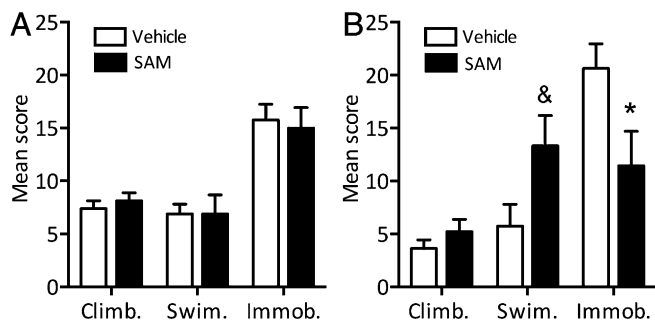 A
Mean score
25
20
15
10
5
0
Vehicle
SAM
Climb. Swim. Immob.
B
Mean score
25
20
15
10
5
0
Vehicle
SAM
&
*
Climb. Swim. Immob.